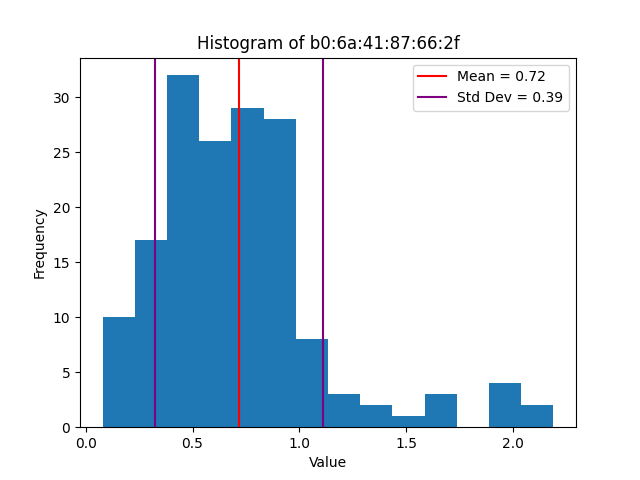 Histogram of b0:6a:41:87:66:2f
Mean = 0.72
Std Dev = 0.39
Frequency
30
25
20
15
10
5
0
0.0 0.5 1.0 1.5 2.0
Value